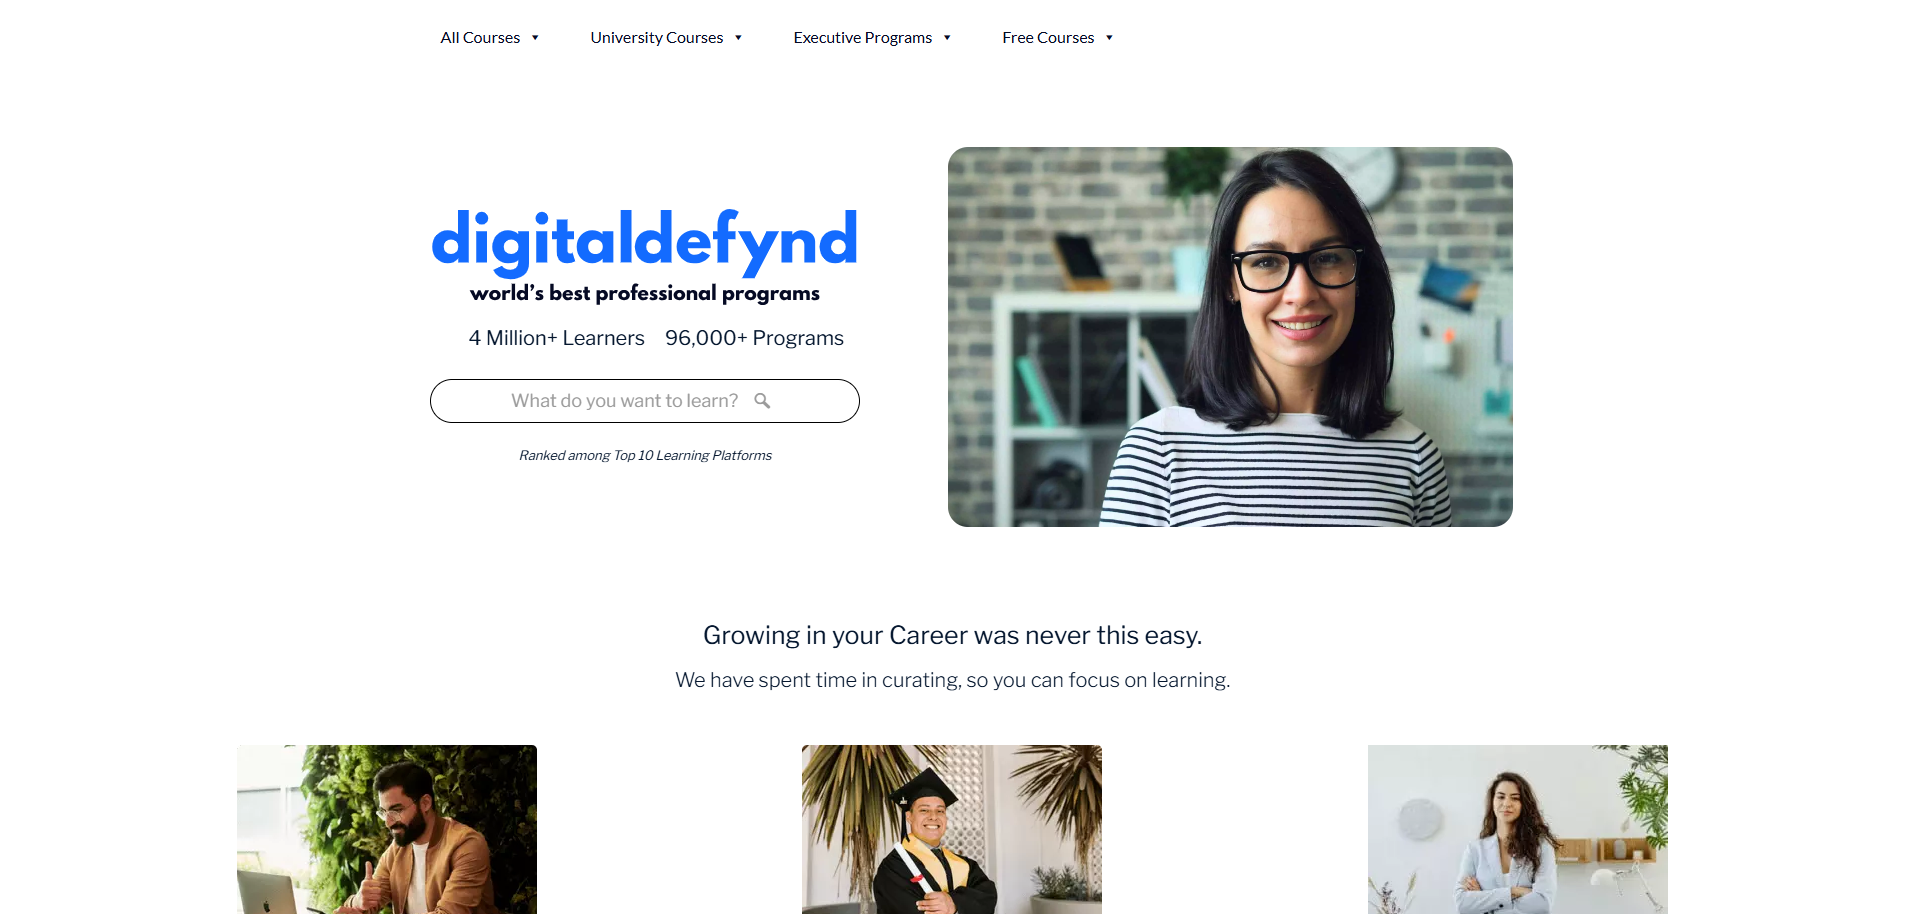 All Courses University Courses Executive Programs Free Courses
digitaldefynd
world's best professional programs
4 Million+ Learners 96,000+ Programs
What do you want to learn?
Ranked among Top 10 Learning Platforms
Growing in your Career was never this easy.
We have spent time in curating, so you can focus on learning.